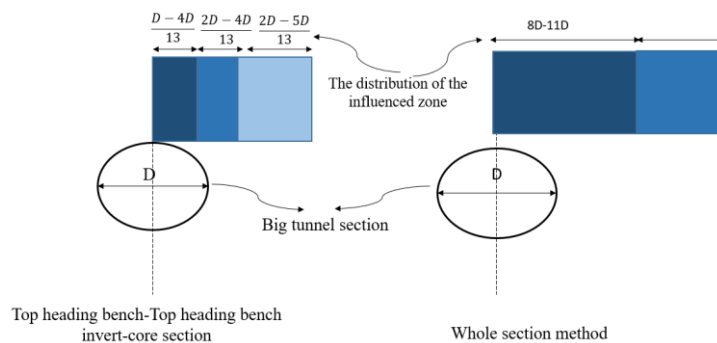 D − 4D 2D − 4D 2D − 5D
13 13 13
8D-11D
The distribution of the
influenced zone
D
D
Big tunnel section
Top heading bench-Top heading bench
invert-core section
Whole section method